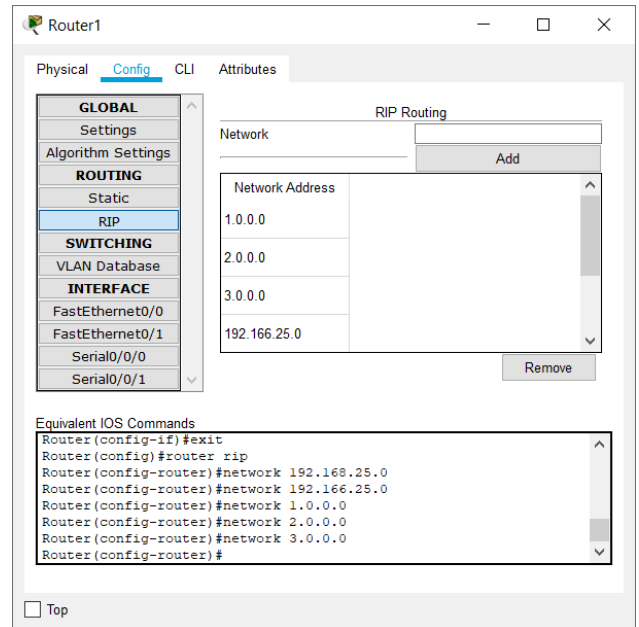 Router1
Physical Config CLI Attributes
GLOBAL
Settings
Algorithm Settings
ROUTING
Static
RIP
SWITCHING
VLAN Database
INTERFACE
FastEthernet0/0
FastEthernet0/1
Serial0/0/0
Serial0/0/1
RIP Routing
Network
Add
Network Address
1.0.0.0
2.0.0.0
3.0.0.0
192.166.25.0
Remove
Equivalent IOS Commands
Router(config-if)#exit
Router(config)#router rip
Router(config-router)#network 192.168.25.0
Router(config-router)#network 192.166.25.0
Router(config-router)#network 1.0.0.0
Router(config-router)#network 2.0.0.0
Router(config-router)#network 3.0.0.0
Router(config-router)#
Top